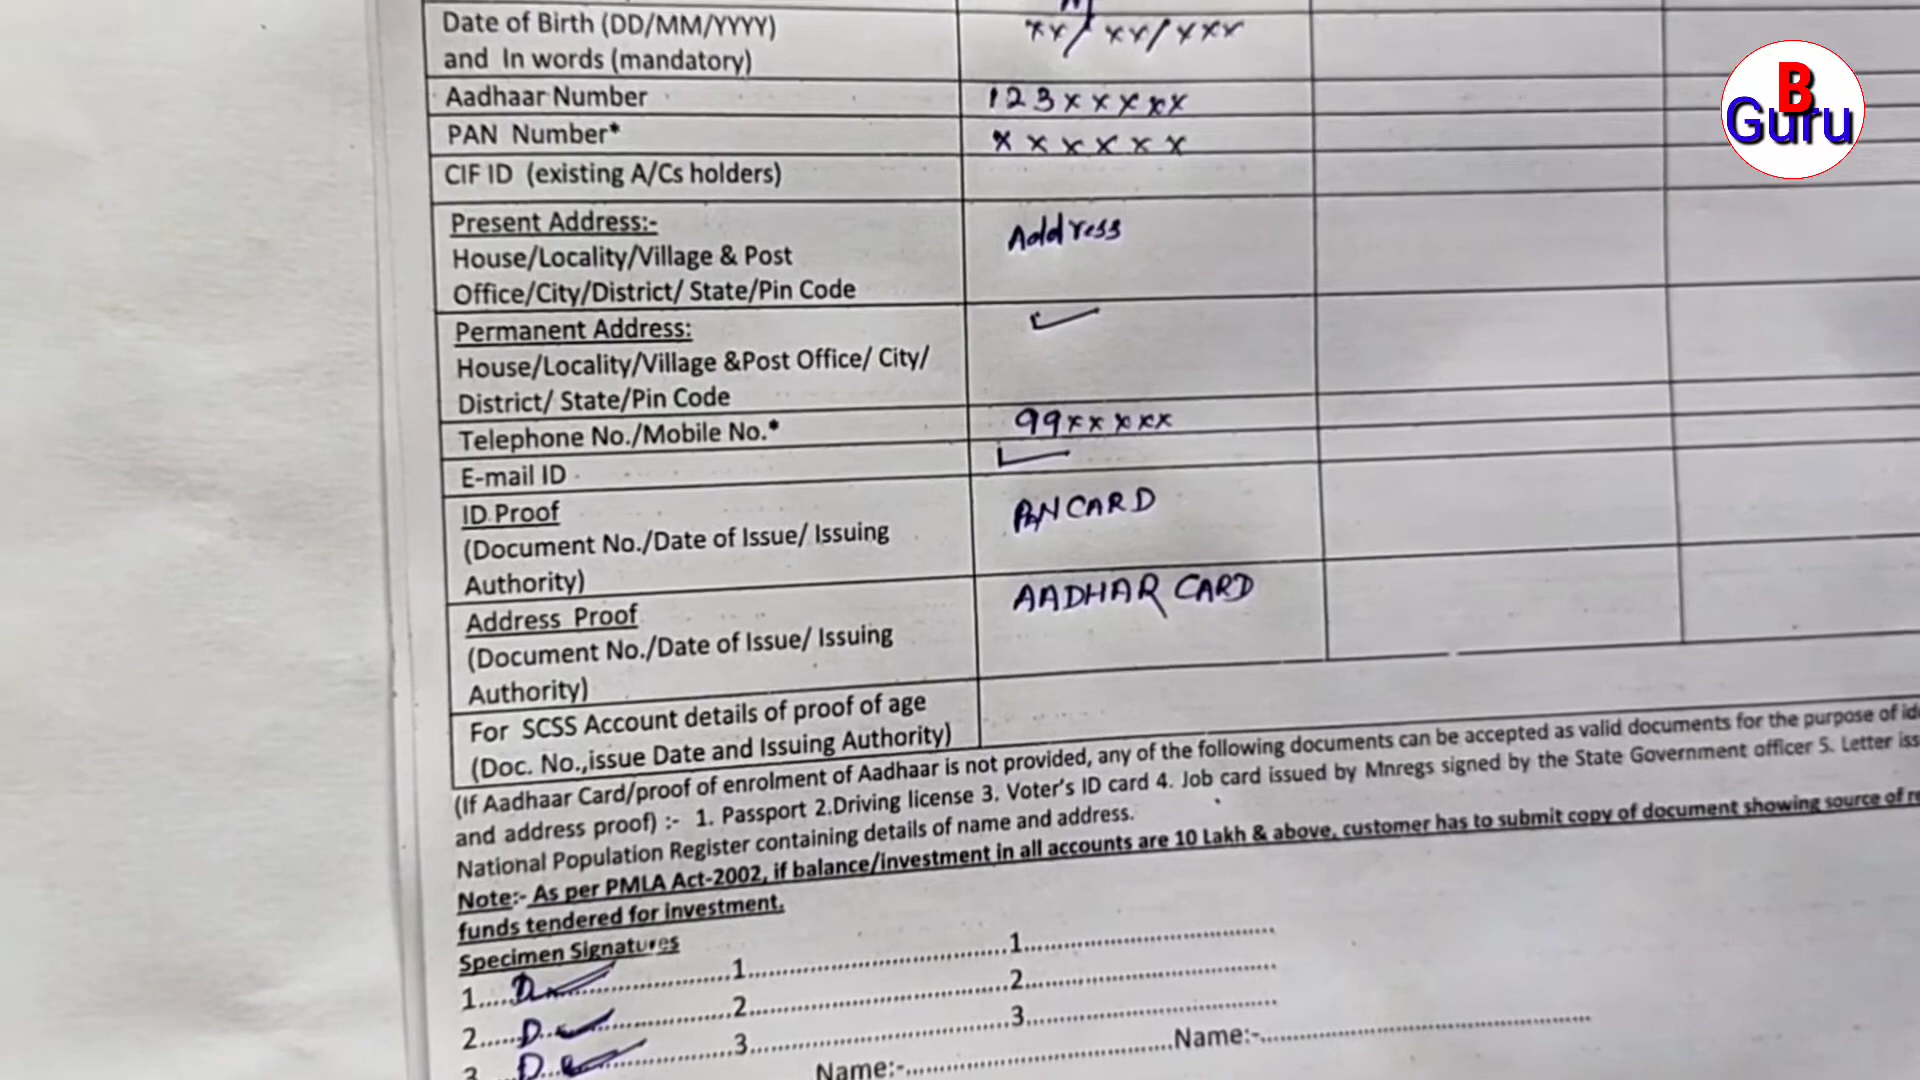 Date of Birth (DD/MM/YYYY) xx/xx/xxx
and In words (mandatory)
Aadhaar Number 123xxxxx
PAN Number* xxxxxx
CIF ID (existing A/Cs holders)
Present Address:- Address
House/Locality/Village & Post
Office/City/District/ State/Pin Code
Permanent Address:
House/Locality/Village &Post Office/ City/
District/ State/Pin Code
Telephone No./Mobile No.* 99xxxxx
E-mail ID
ID Proof PAN CARD
(Document No./Date of Issue/ Issuing
Authority)
Address Proof AADHAR CARD
(Document No./Date of Issue/ Issuing
Authority)
For SCSS Account details of proof of age
(Doc. No.,issue Date and Issuing Authority)
(If Aadhaar Card/proof of enrolment of Aadhaar is not provided, any of the following documents can be accepted as valid documents for the purpose of
and address proof) :- 1. Passport 2.Driving license 3. Voter's ID card 4. Job card issued by Mnregs signed by the State Government officer 5. Letter
National Population Register containing details of name and address.
Note:- As per PMLA Act-2002, if balance/investment in all accounts are 10 Lakh & above, customer has to submit copy of document showing source of
funds tendered for investment.
Specimen Signatures
1.... D ....1....1....
2.... D ....2....2....
3.... D ....3....3....
Name:-.... Name:-....
B
Guru